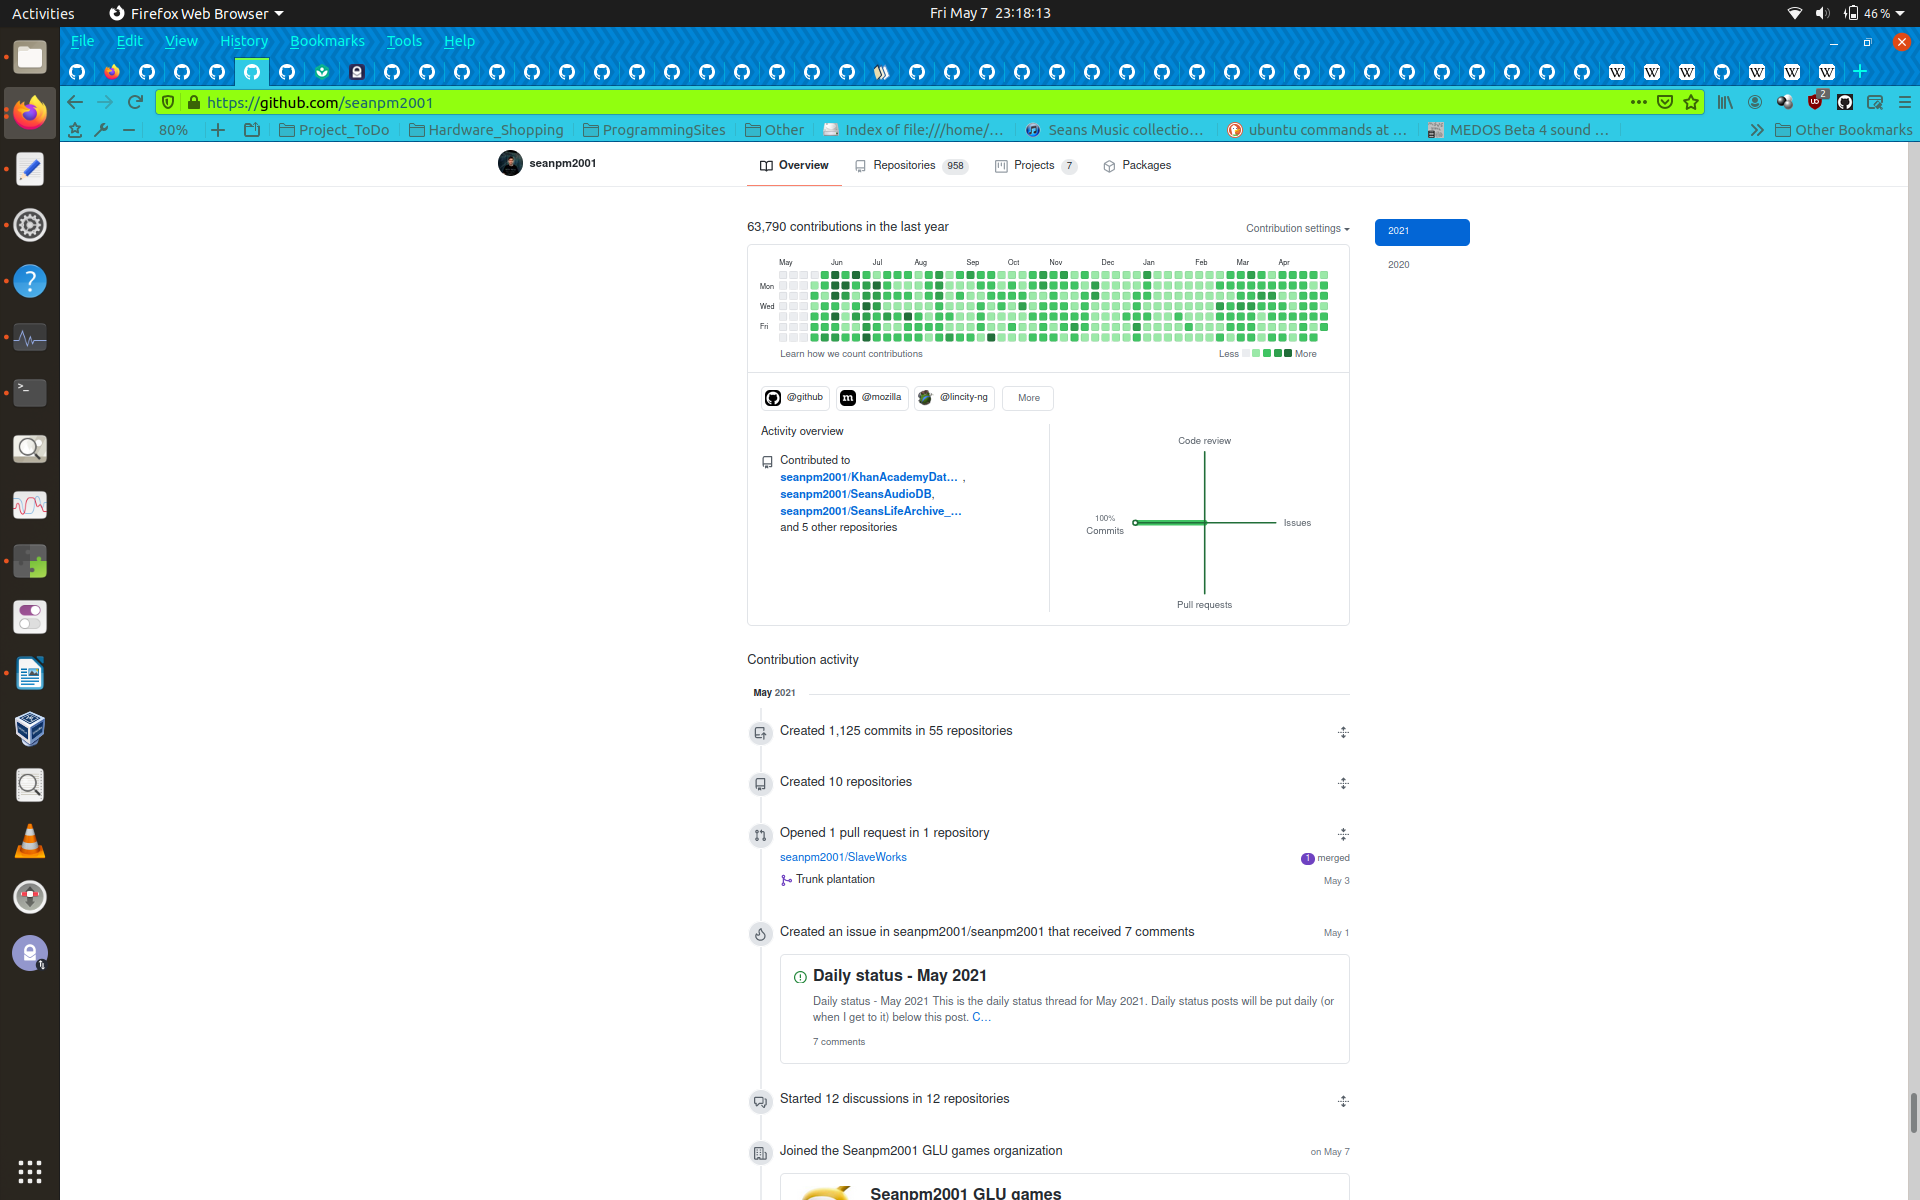 Activities
Firefox Web Browser
Fri May 7 23:18:13
46 %
File Edit View History Bookmarks Tools Help
https://github.com/seanpm2001
2
80%
Project_ToDo
Hardware_Shopping
ProgrammingSites
Other
Index of file:///home/...
Seans Music collectio...
ubuntu commands at ...
MEDOS Beta 4 sound ...
Other Bookmarks
seanpm2001
Overview
Repositories 958
Projects 7
Packages
63,790 contributions in the last year
Contribution settings
2021
2020
May Jun Jul Aug Sep Oct Nov Dec Jan Feb Mar Apr
Mon
Wed
Fri
Learn how we count contributions
Less More
@github
@mozilla
@lincity-ng
More
Activity overview
Contributed to
seanpm2001/KhanAcademyDat... ,
seanpm2001/SeansAudioDB,
seanpm2001/SeansLifeArchive_...
and 5 other repositories
Code review
100%
Commits
Issues
Pull requests
Contribution activity
May 2021
Created 1,125 commits in 55 repositories
Created 10 repositories
Opened 1 pull request in 1 repository
seanpm2001/SlaveWorks
1 merged
Trunk plantation
May 3
Created an issue in seanpm2001/seanpm2001 that received 7 comments
May 1
Daily status - May 2021
Daily status - May 2021 This is the daily status thread for May 2021. Daily status posts will be put daily (or
when I get to it) below this post. C...
7 comments
Started 12 discussions in 12 repositories
Joined the Seanpm2001 GLU games organization
on May 7
Seanpm2001 GLU games